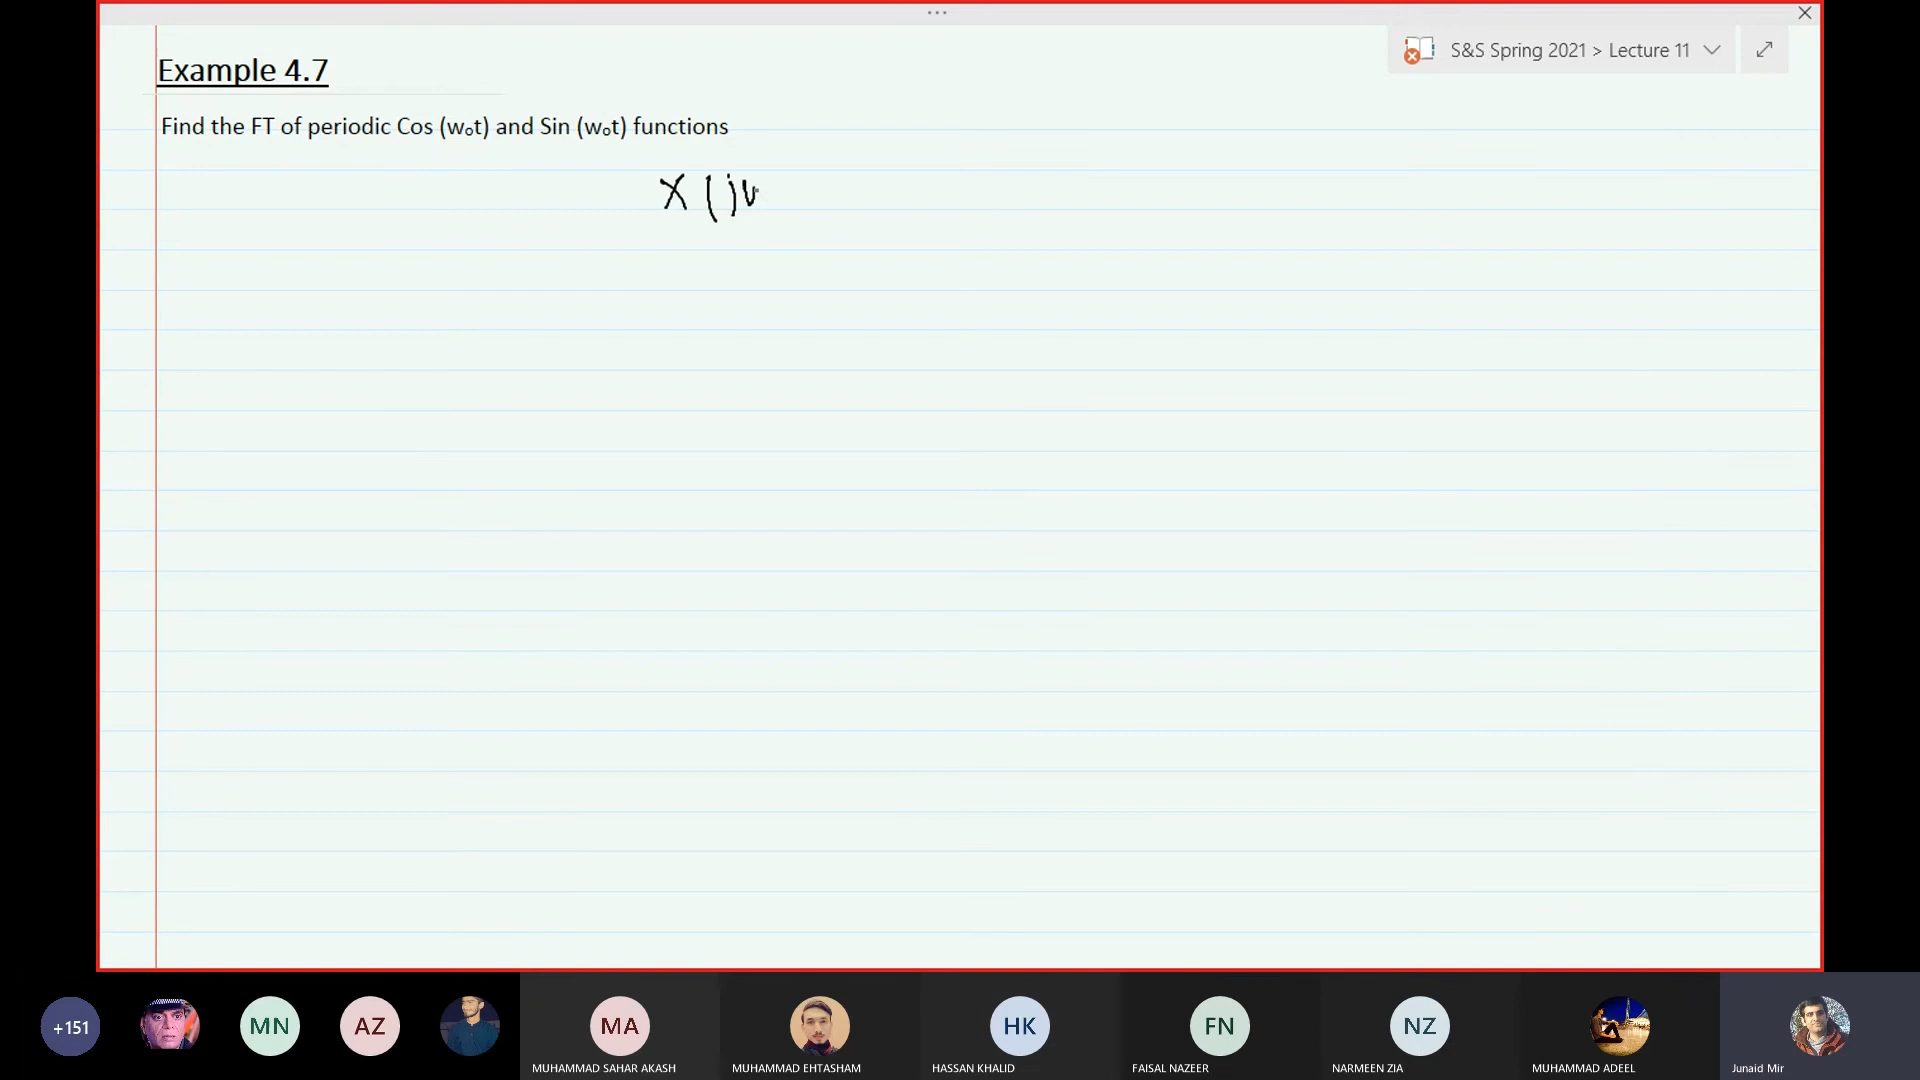 S&S Spring 2021 > Lecture 11
Example 4.7
Find the FT of periodic Cos (w₀t) and Sin (w₀t) functions
X (jw
+151
MN
AZ
MA
HK
FN
NZ
MUHAMMAD SAHAR AKASH
MUHAMMAD EHTASHAM
HASSAN KHALID
FAISAL NAZEER
NARMEEN ZIA
MUHAMMAD ADEEL
Junaid Mir